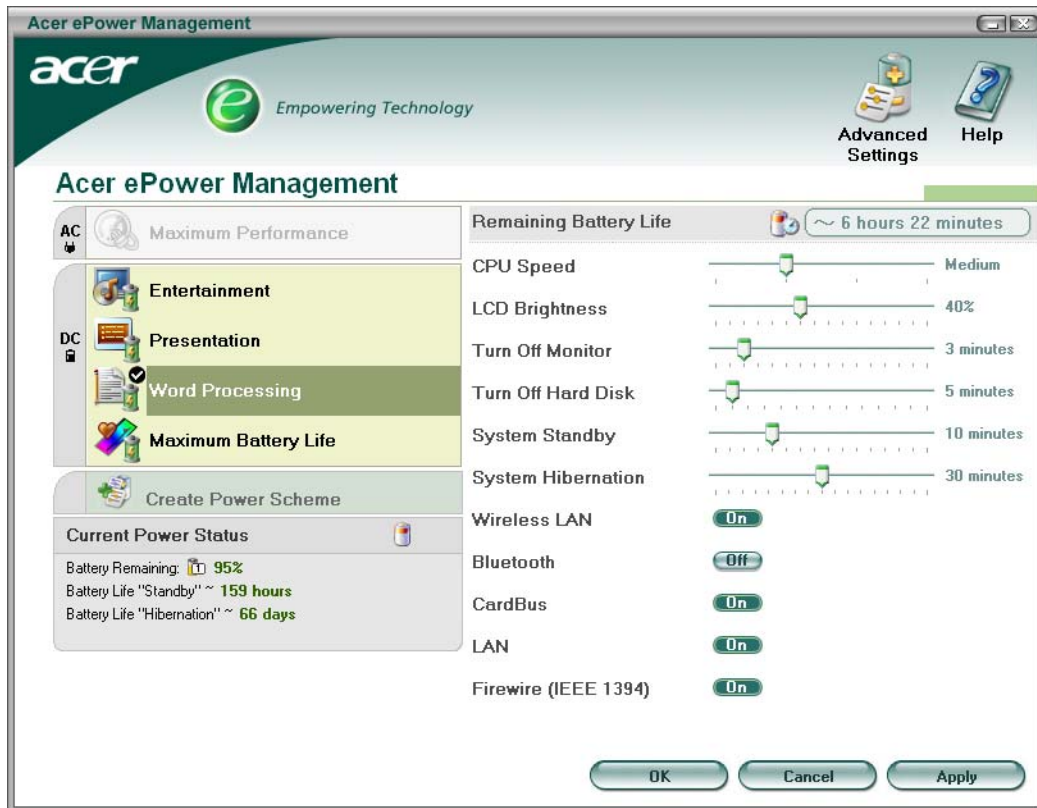 Acer ePower Management
acer
e Empowering Technology
Advanced
Settings
Help
Acer ePower Management
AC
Maximum Performance
DC
Entertainment
Presentation
Word Processing
Maximum Battery Life
Create Power Scheme
Current Power Status
Battery Remaining: 1 95%
Battery Life "Standby" ~ 159 hours
Battery Life "Hibernation" ~ 66 days
Remaining Battery Life ~ 6 hours 22 minutes
CPU Speed Medium
LCD Brightness 40%
Turn Off Monitor 3 minutes
Turn Off Hard Disk 5 minutes
System Standby 10 minutes
System Hibernation 30 minutes
Wireless LAN On
Bluetooth Off
CardBus On
LAN On
Firewire (IEEE 1394) On
OK Cancel Apply